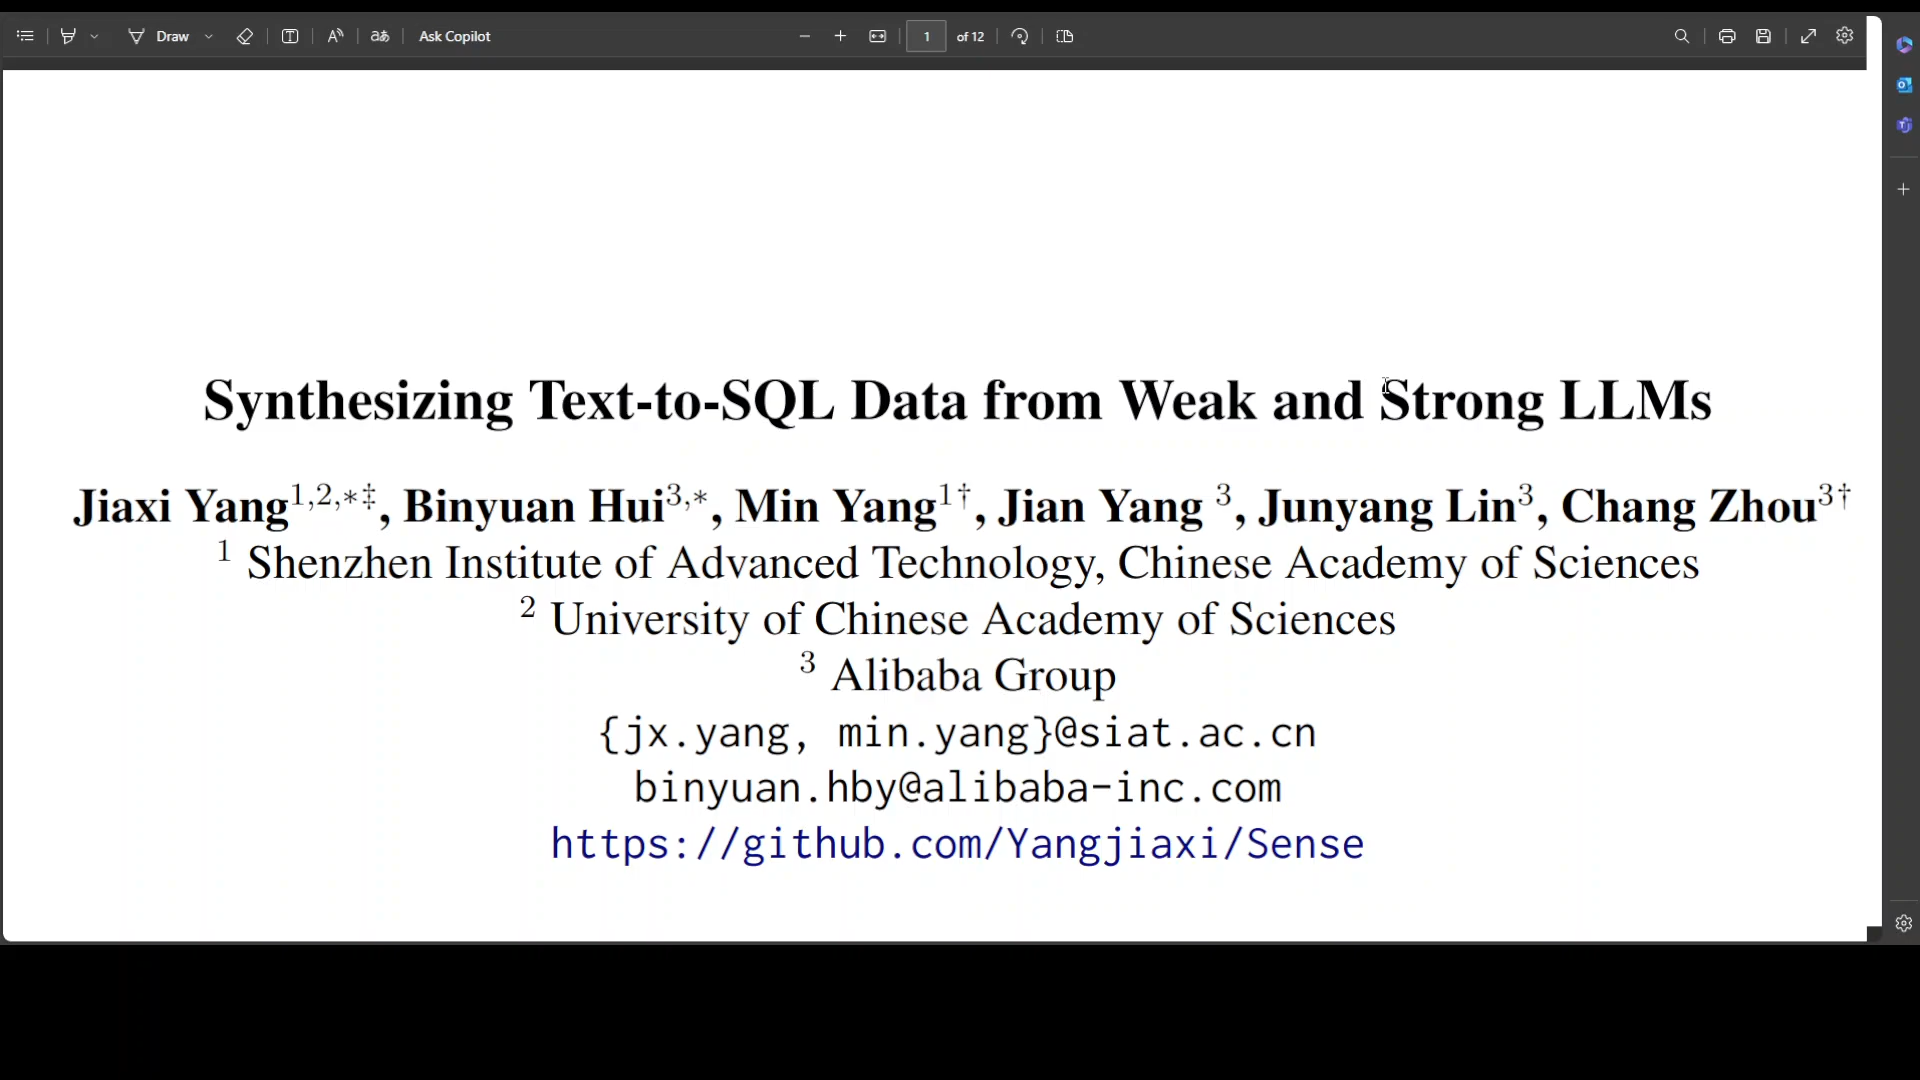 Draw Ask Copilot 1 of 12
Synthesizing Text-to-SQL Data from Weak and Strong LLMs
Jiaxi Yang1,2,∗‡, Binyuan Hui3,∗, Min Yang1†, Jian Yang 3, Junyang Lin3, Chang Zhou3†
1 Shenzhen Institute of Advanced Technology, Chinese Academy of Sciences
2 University of Chinese Academy of Sciences
3 Alibaba Group
{jx.yang, min.yang}@siat.ac.cn
binyuan.hby@alibaba-inc.com
https://github.com/Yangjiaxi/Sense